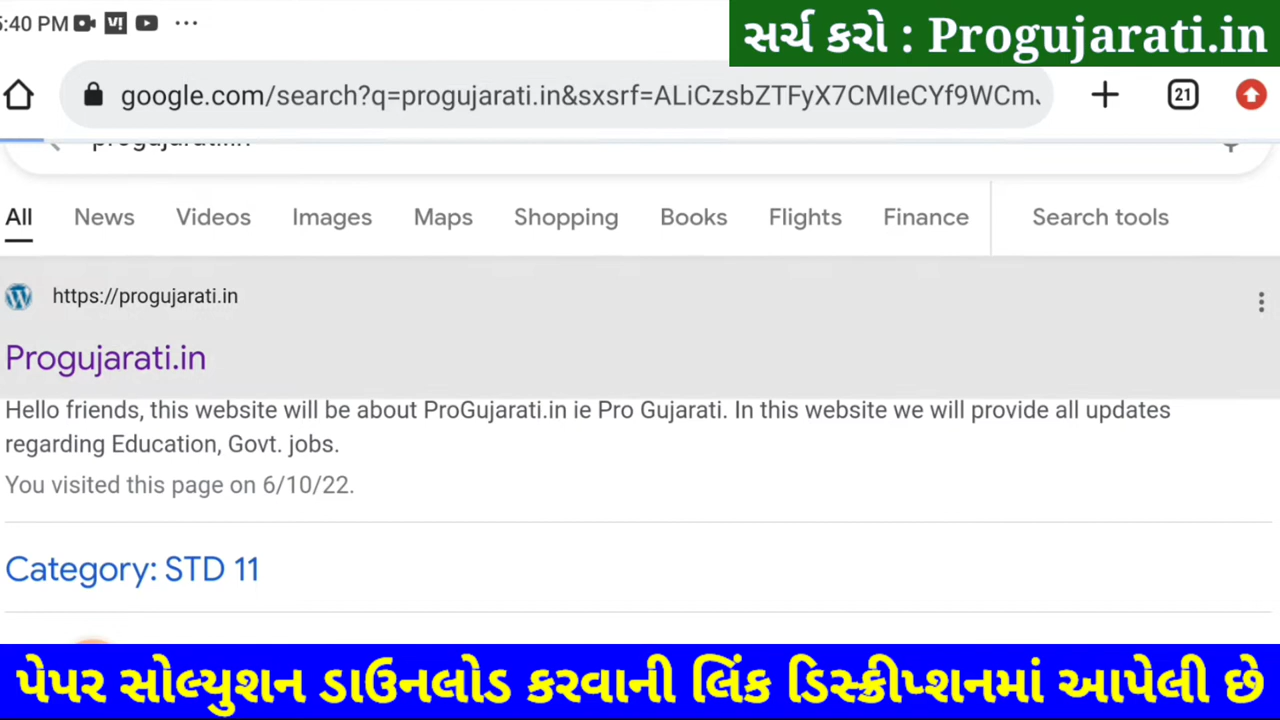 5:40 PM
સર્ચ કરો : Progujarati.in
google.com/search?q=progujarati.in&sxsrf=ALiCzsbZTFyX7CMIeCYf9WCm
21
progujarati.in
All News Videos Images Maps Shopping Books Flights Finance Search tools
https://progujarati.in
Progujarati.in
Hello friends, this website will be about ProGujarati.in ie Pro Gujarati. In this website we will provide all updates
regarding Education, Govt. jobs.
You visited this page on 6/10/22.
Category: STD 11
પેપર સોલ્યુશન ડાઉનલોડ કરવાની લિંક ડિસ્ક્રીપ્શનમાં આપેલી છે